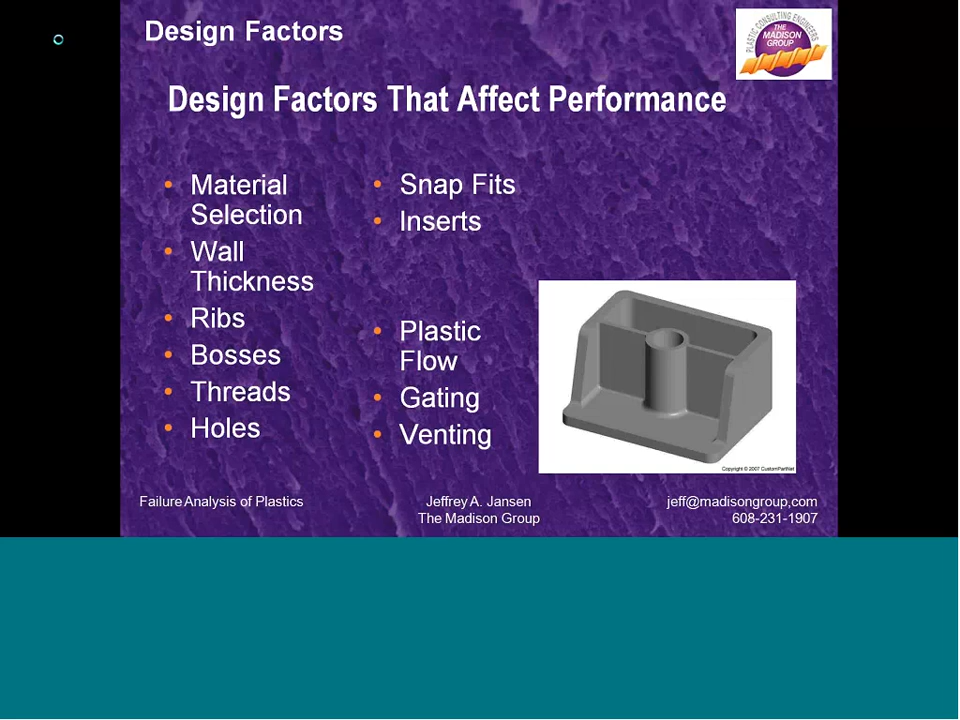 Design Factors
PLASTIC CONSULTING ENGINEERS
THE
MADISON
GROUP
Design Factors That Affect Performance
• Material
Selection
• Wall
Thickness
• Ribs
• Bosses
• Threads
• Holes
• Snap Fits
• Inserts
• Plastic
Flow
• Gating
• Venting
Copyright © 2007 CustomPartNet
Failure Analysis of Plastics
Jeffrey A. Jansen
The Madison Group
jeff@madisongroup,com
608-231-1907